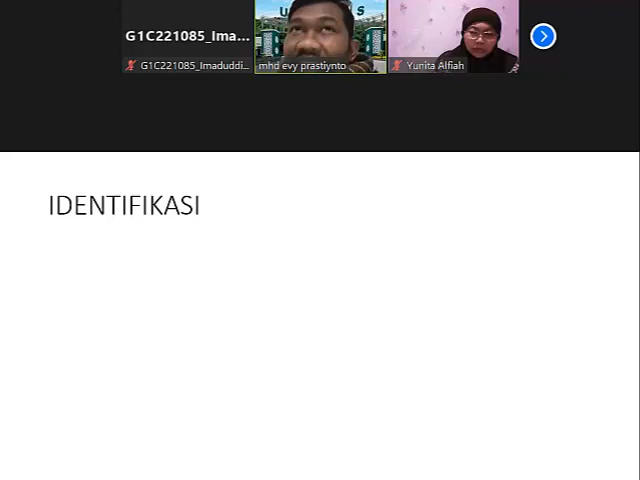 G1C221085_Ima...
G1C221085_Imaduddi...
mhd evy prastiynto
Yunita Alfiah
IDENTIFIKASI